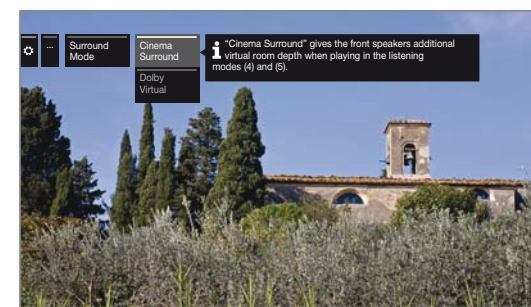 ...
Surround
Mode
Cinema
Surround
Dolby
Virtual
i “Cinema Surround” gives the front speakers additional
virtual room depth when playing in the listening
modes (4) and (5).